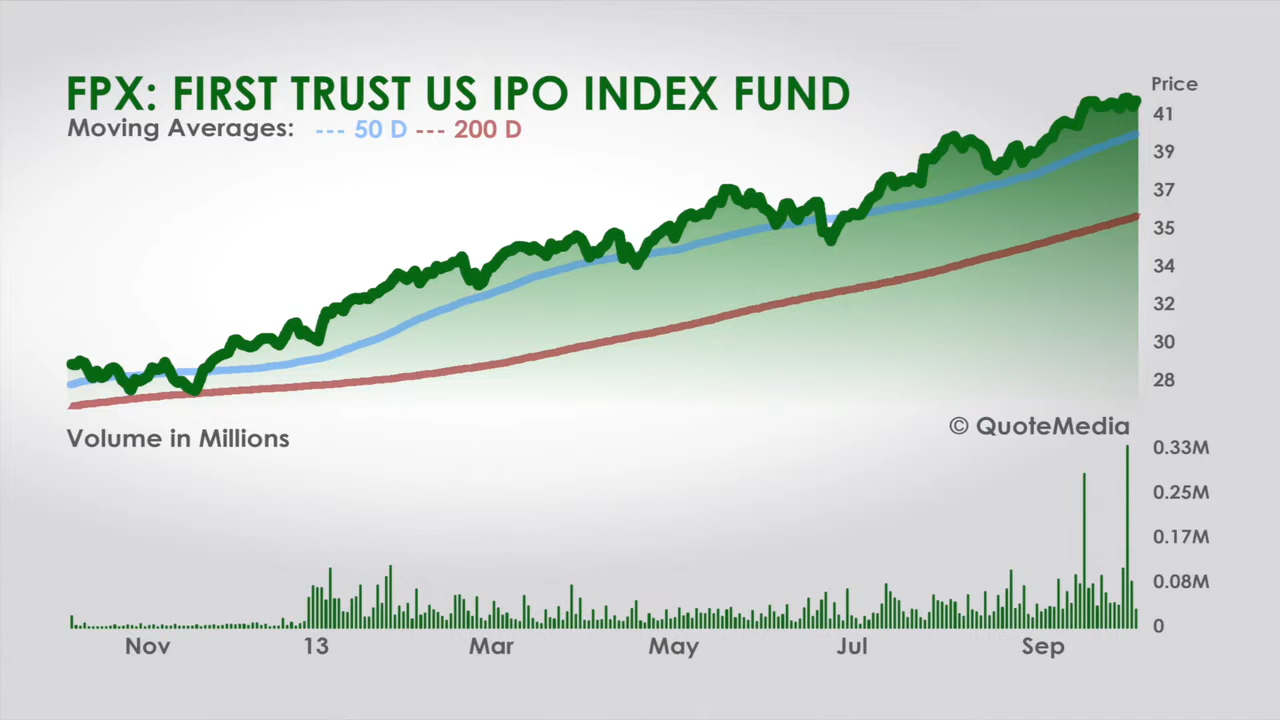 FPX: FIRST TRUST US IPO INDEX FUND
Moving Averages: --- 50 D --- 200 D
Price
41
39
37
35
34
32
30
28
Volume in Millions
© QuoteMedia
0.33M
0.25M
0.17M
0.08M
0
Nov 13 Mar May Jul Sep